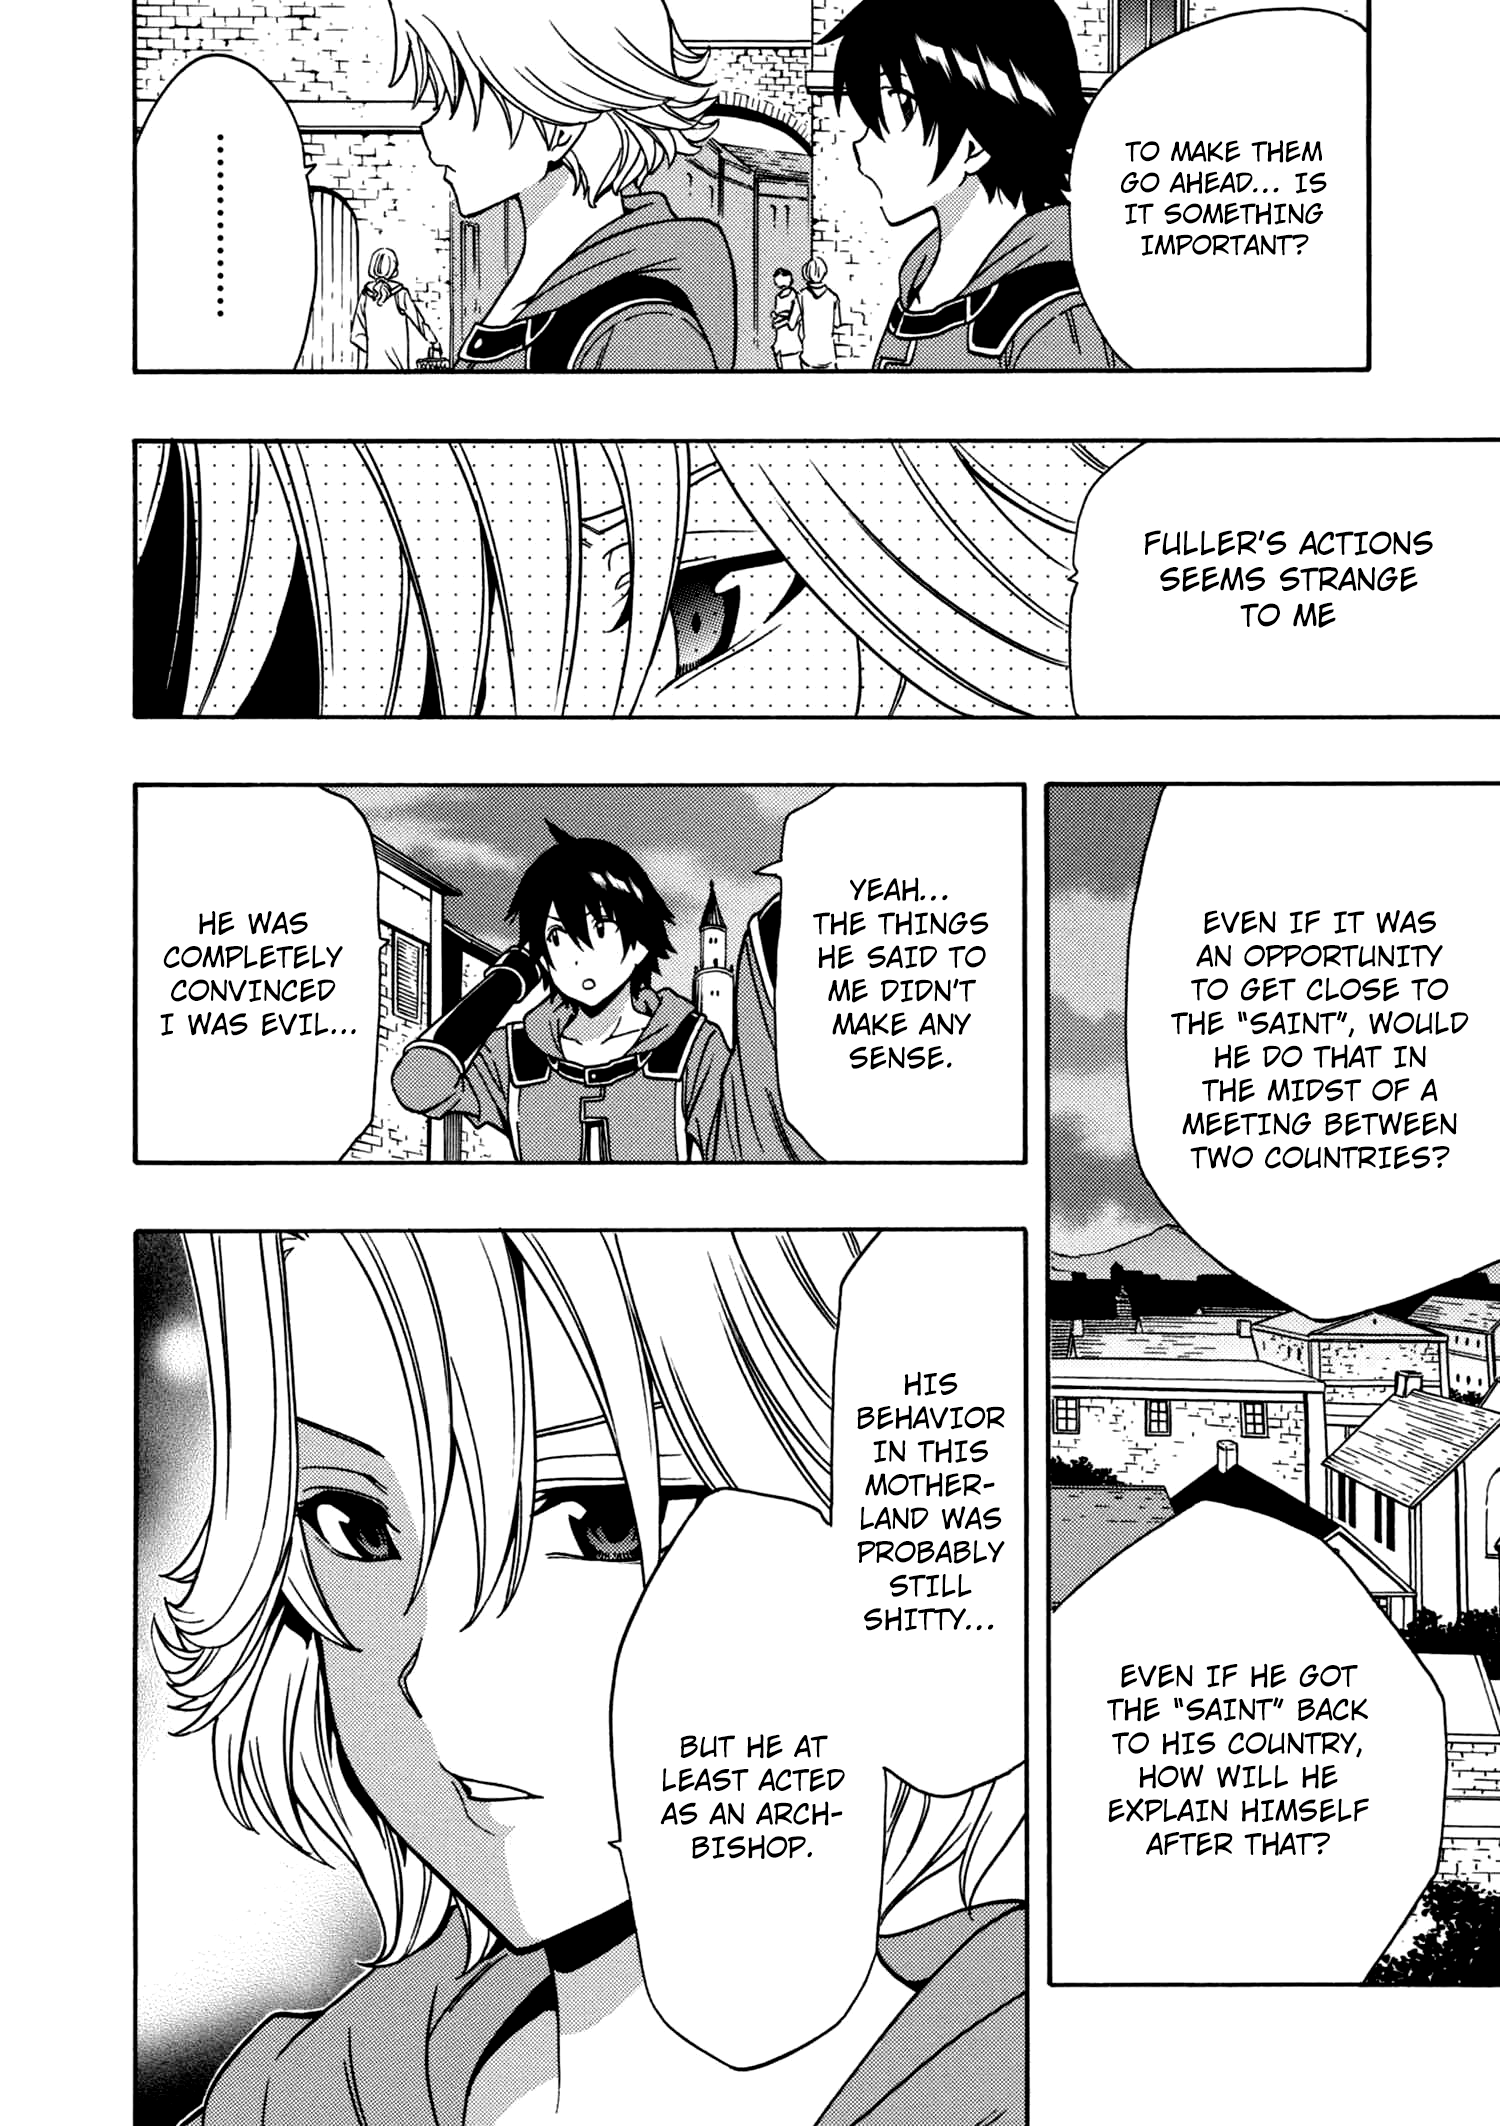 TO MAKE THEM
GO AHEAD... IS
IT SOMETHING
IMPORTANT?
..........
FULLER'S ACTIONS
SEEMS STRANGE
TO ME
EVEN IF IT WAS
AN OPPORTUNITY
TO GET CLOSE TO
THE "SAINT", WOULD
HE DO THAT IN
THE MIDST OF A
MEETING BETWEEN
TWO COUNTRIES?
EVEN IF HE GOT
THE "SAINT" BACK
TO HIS COUNTRY,
HOW WILL HE
EXPLAIN HIMSELF
AFTER THAT?
YEAH...
THE THINGS
HE SAID TO
ME DIDN'T
MAKE ANY
SENSE.
HE WAS
COMPLETELY
CONVINCED
I WAS EVIL...
HIS
BEHAVIOR
IN THIS
MOTHER-
LAND WAS
PROBABLY
STILL
SHITTY...
BUT HE AT
LEAST ACTED
AS AN ARCH-
BISHOP.